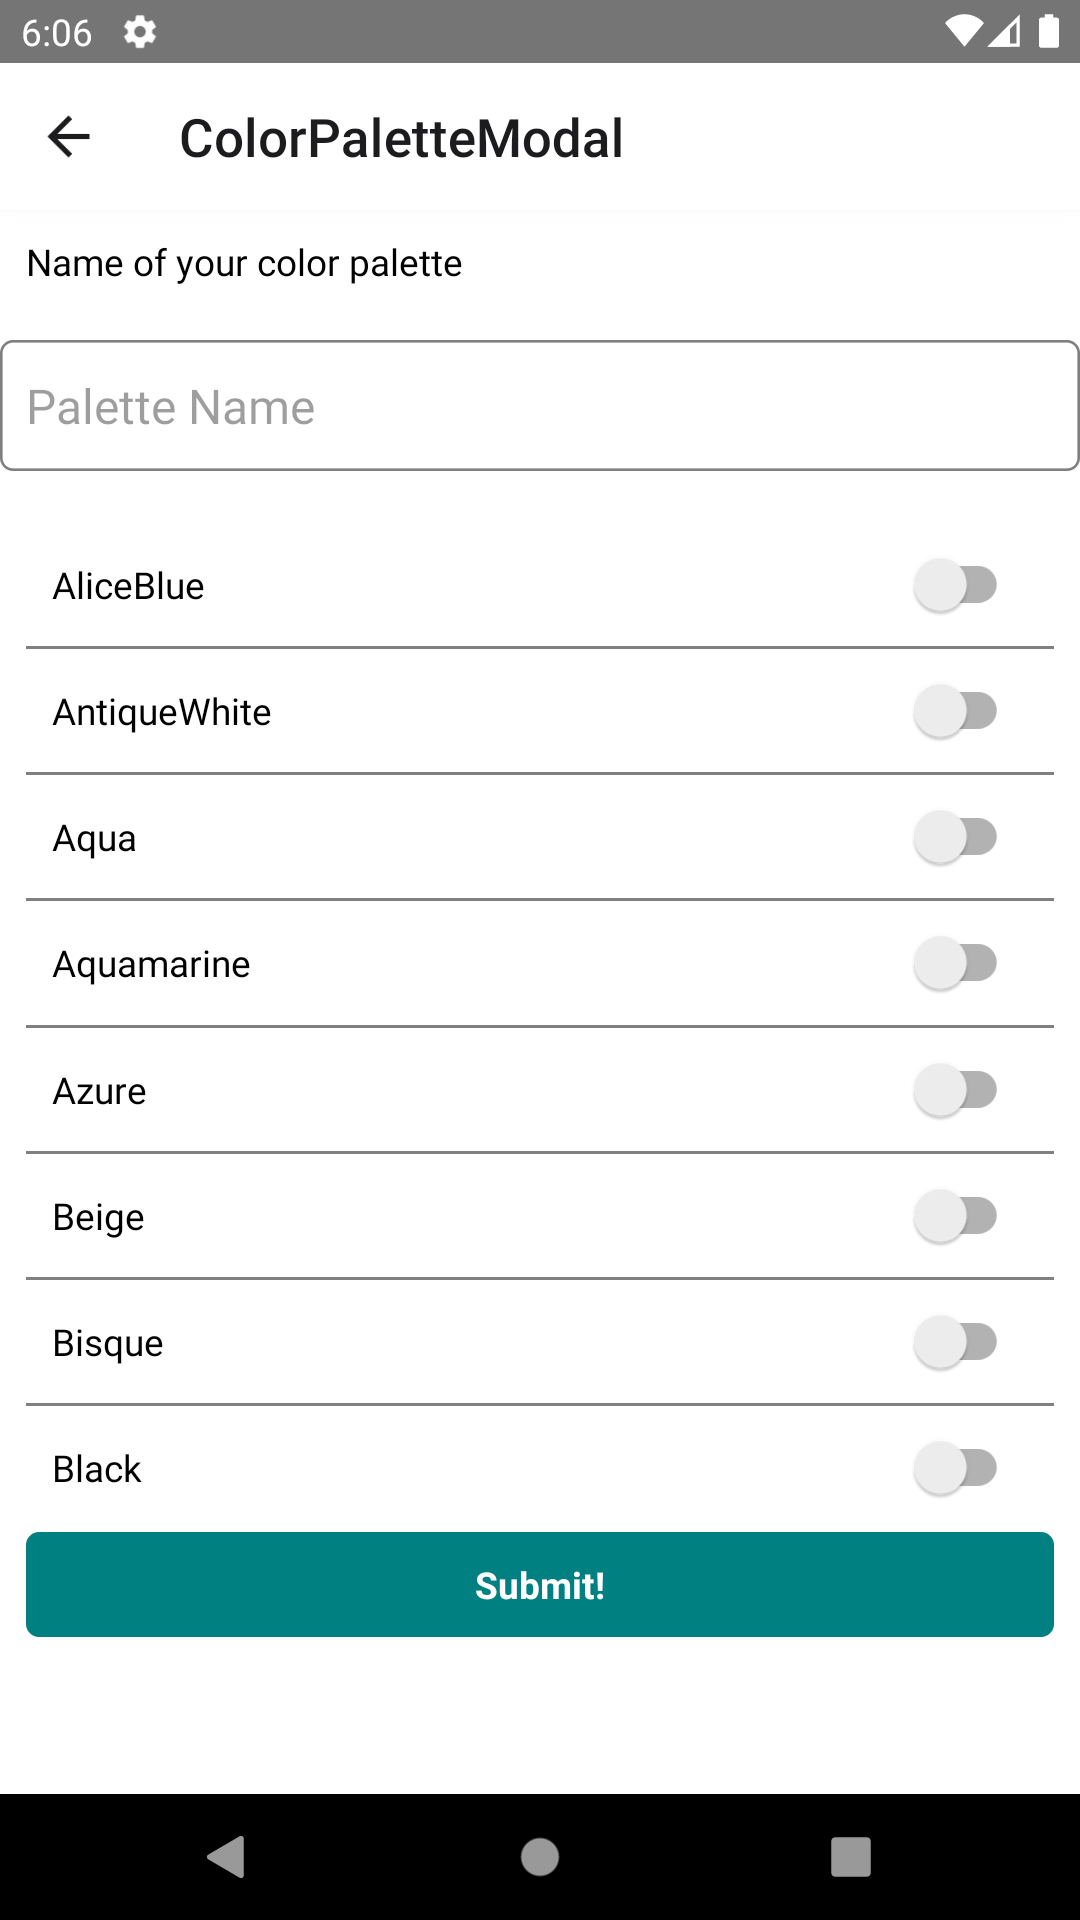 6:06
ColorPaletteModal
Name of your color palette
Palette Name
AliceBlue
AntiqueWhite
Aqua
Aquamarine
Azure
Beige
Bisque
Black
Submit!